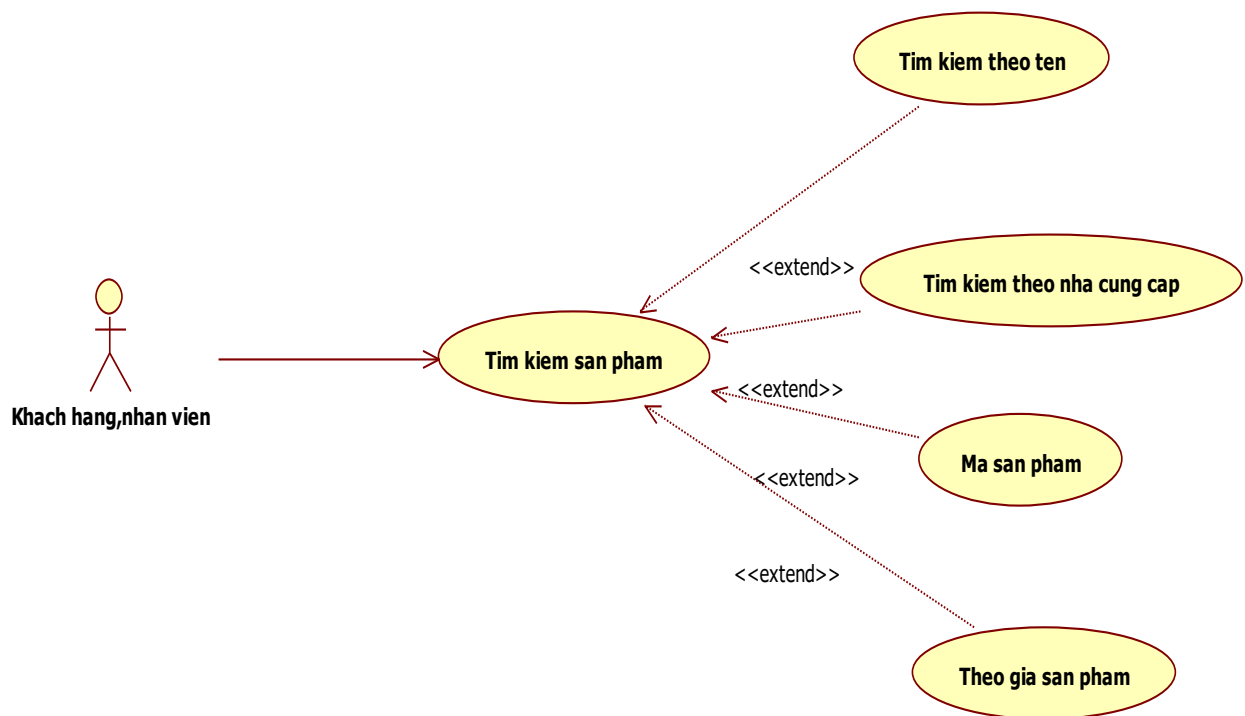 Tim kiem theo ten
<<extend>>
Tim kiem theo nha cung cap
Tim kiem san pham
<<extend>>
Khach hang,nhan vien
Ma san pham
<<extend>>
<<extend>>
Theo gia san pham